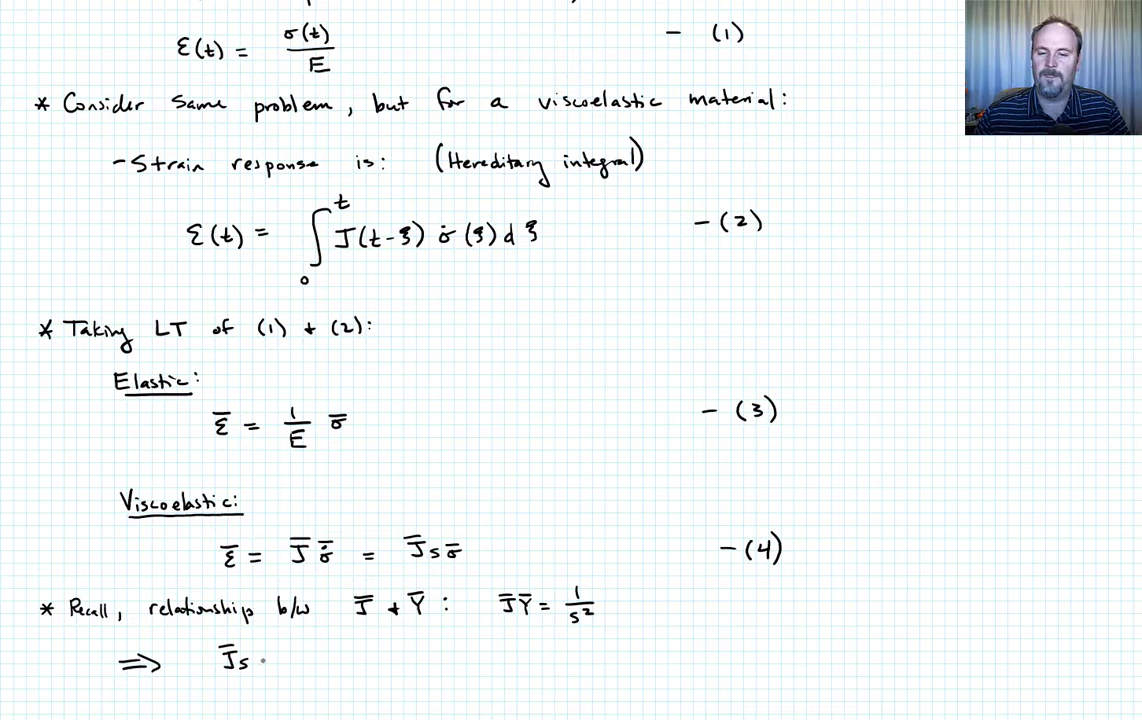 ε(t) = σ(t)/E - (1)
* Consider same problem, but for a viscoelastic material:
- Strain response is: (Hereditary integral)
ε(t) = ∫₀ᵗ J(t-ξ) σ̇(ξ) dξ - (2)
* Taking LT of (1) + (2):
Elastic:
ε̄ = 1/E σ̄ - (3)
Viscoelastic:
ε̄ = J̄ σ̇̄ = J̄ s σ̄ - (4)
* Recall, relationship b/w J̄ + Ȳ : J̄Ȳ = 1/s²
⟹ J̄s